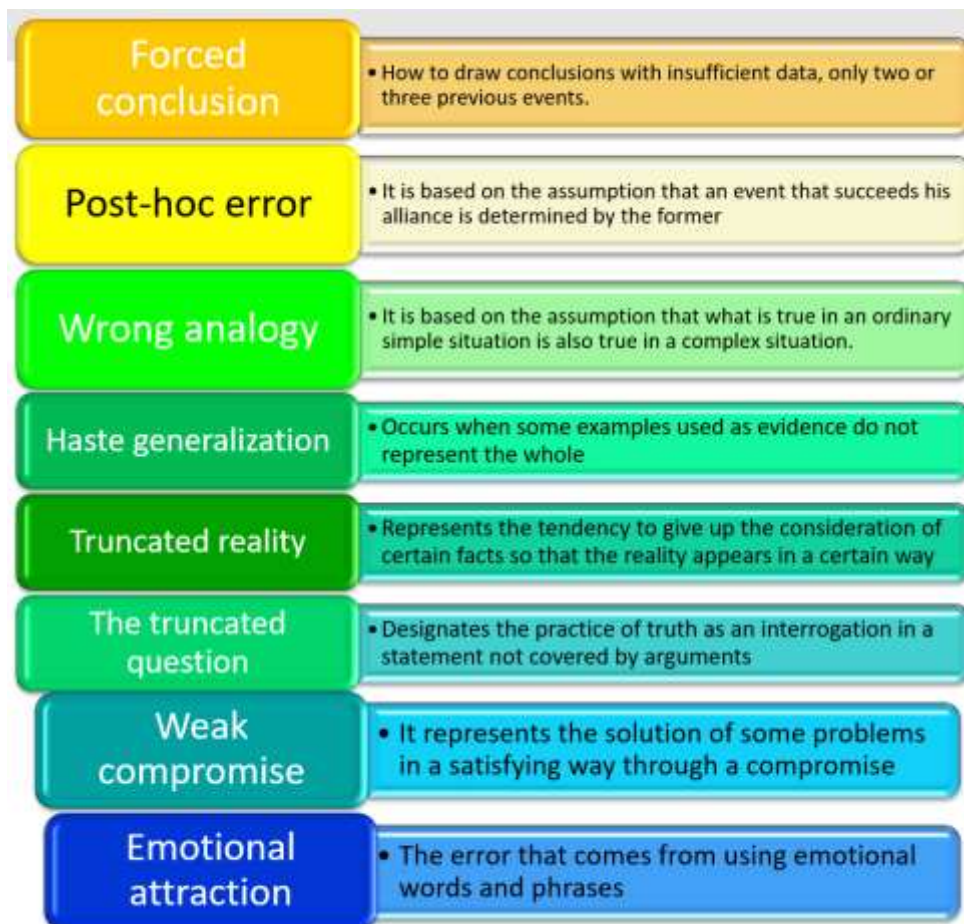 Forced
conclusion
• How to draw conclusions with insufficient data, only two or
three previous events.
Post-hoc error
• It is based on the assumption that an event that succeeds his
alliance is determined by the former
Wrong analogy
• It is based on the assumption that what is true in an ordinary
simple situation is also true in a complex situation.
Haste generalization
• Occurs when some examples used as evidence do not
represent the whole
Truncated reality
• Represents the tendency to give up the consideration of
certain facts so that the reality appears in a certain way
The truncated
question
• Designates the practice of truth as an interrogation in a
statement not covered by arguments
Weak
compromise
• It represents the solution of some problems
in a satisfying way through a compromise
Emotional
attraction
• The error that comes from using emotional
words and phrases